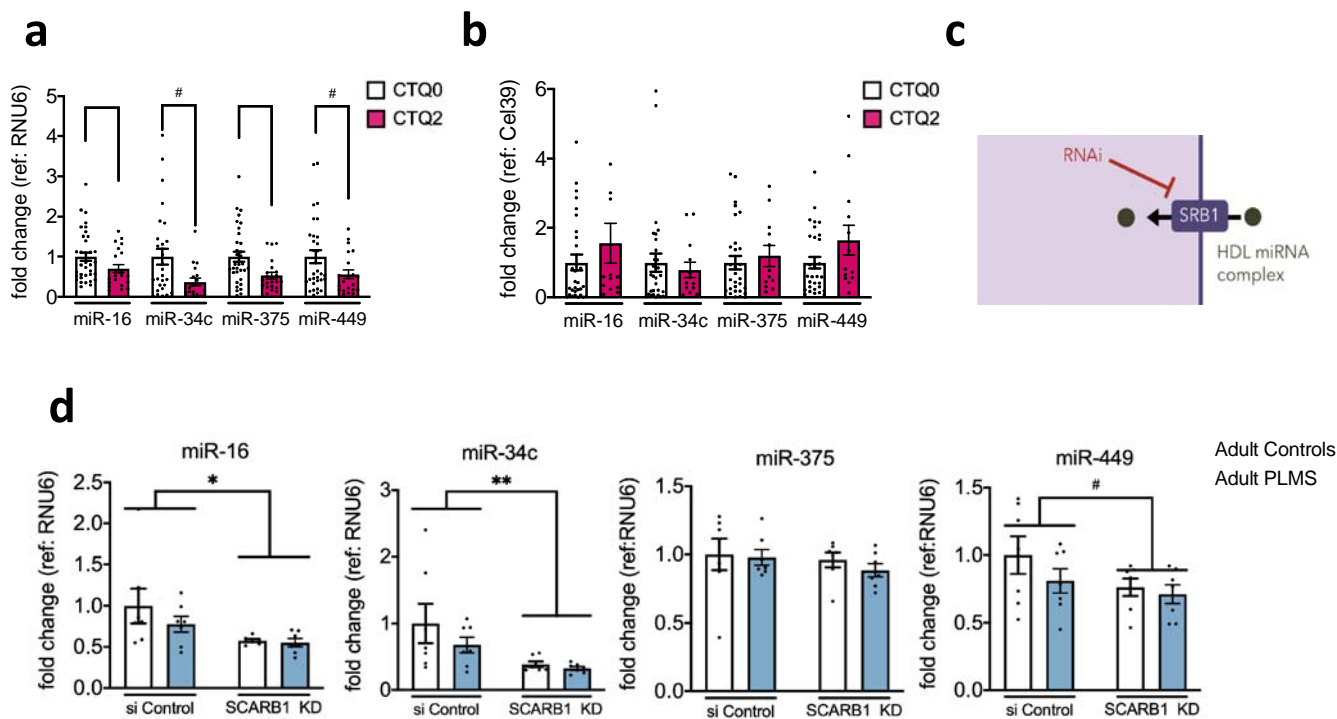 a
fold change (ref: RNU6)
5
4
3
2
1
0
#
#
CTQ0
CTQ2
miR-16 miR-34c miR-375 miR-449
b
fold change (ref: Cel39)
6
4
2
0
CTQ0
CTQ2
miR-16 miR-34c miR-375 miR-449
c
RNAi
SRB1
HDL miRNA
complex
d
miR-16
fold change (ref: RNU6)
2.5
2.0
1.5
1.0
0.5
0.0
*
si Control SCARB1 KD
miR-34c
fold change (ref: RNU6)
3
2
1
0
**
si Control SCARB1 KD
miR-375
fold change (ref:RNU6)
1.5
1.0
0.5
0.0
si Control SCARB1 KD
miR-449
fold change (ref:RNU6)
1.5
1.0
0.5
0.0
#
si Control SCARB1 KD
Adult Controls
Adult PLMS